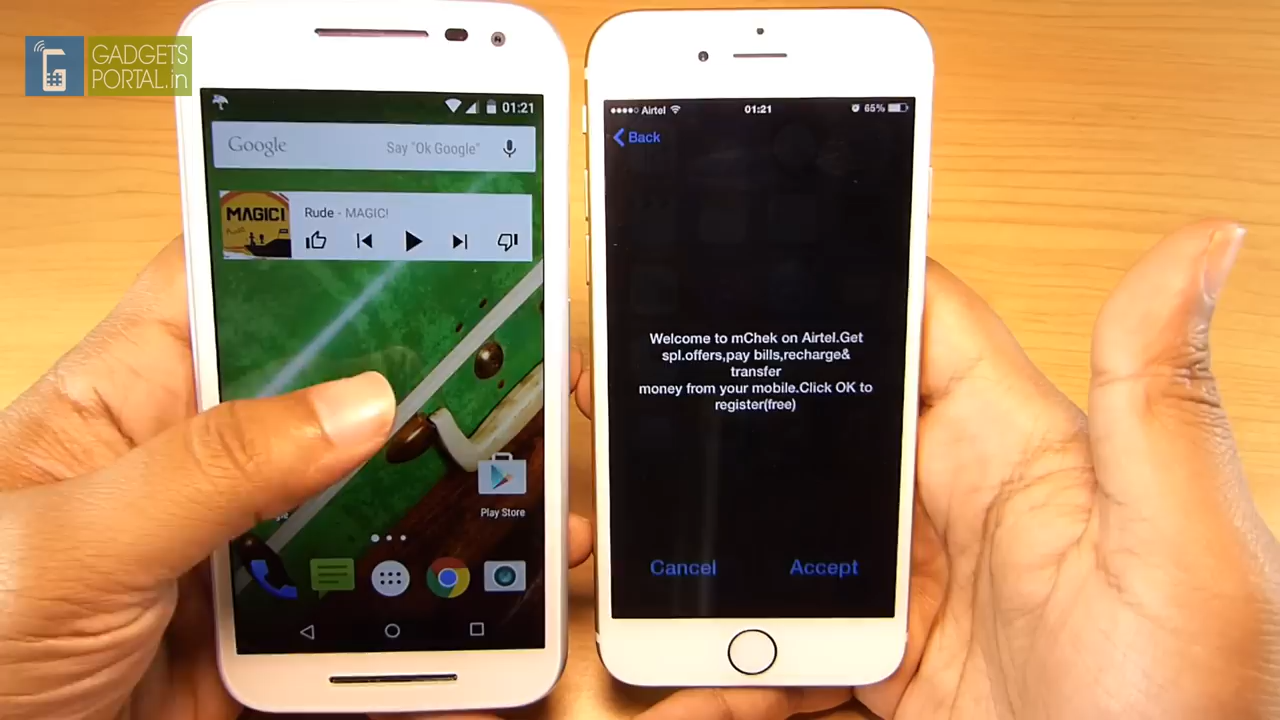 GADGETS
PORTAL.in
01:21
Google
Say "Ok Google"
MAGIC!
Rude - MAGIC!
Play Store
Airtel
01:21
65%
Back
Welcome to mChek on Airtel.Get
spl.offers,pay bills,recharge&
transfer
money from your mobile.Click OK to
register(free)
Cancel
Accept